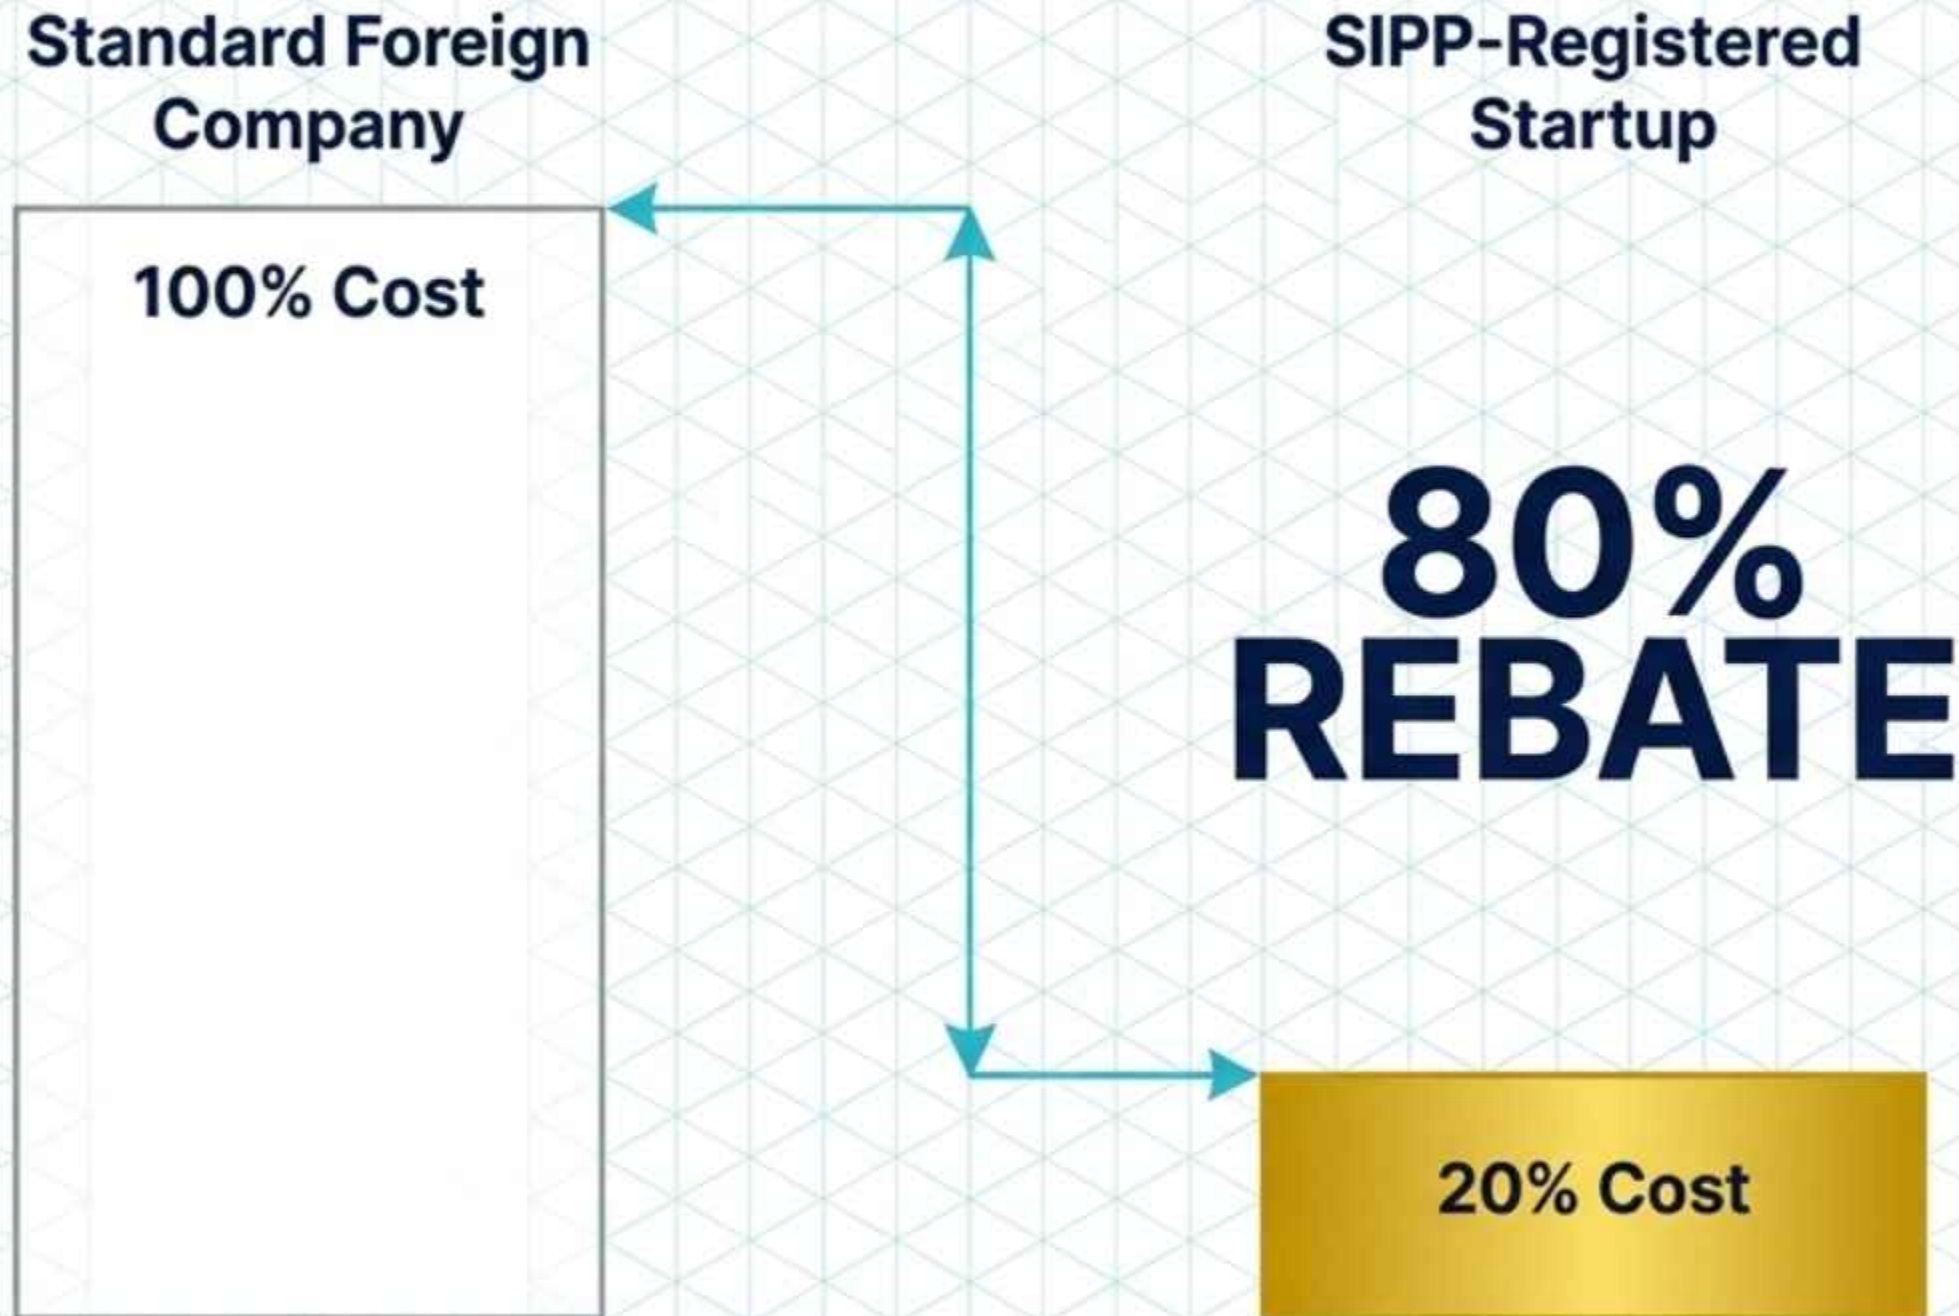 Standard Foreign
Company
SIPP-Registered
Startup
100% Cost
80%
REBATE
20% Cost